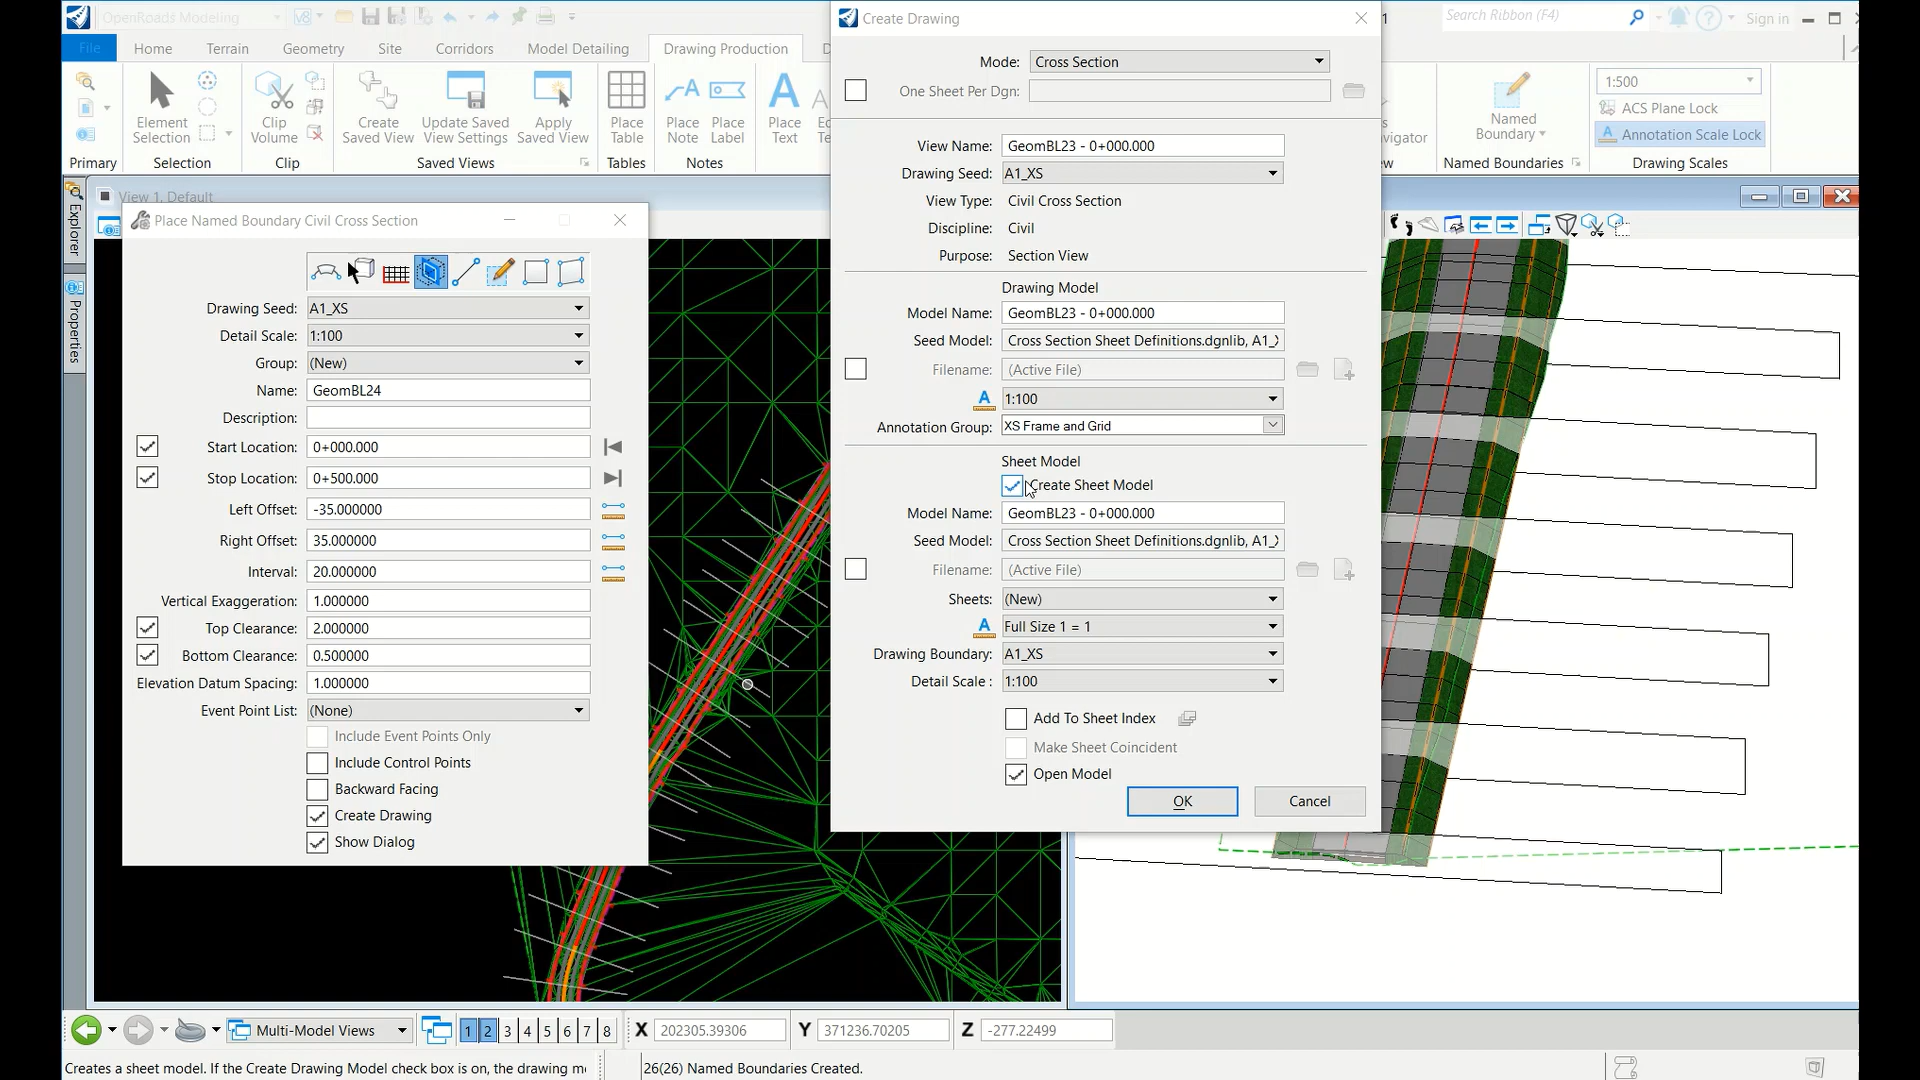 OpenRoads Modeling
Search Ribbon (F4)
Sign in
File
Home
Terrain
Geometry
Site
Corridors
Model Detailing
Drawing Production
Element
Selection
Clip
Volume
Create
Saved View
Update Saved
View Settings
Apply
Saved View
Place
Table
Place
Note
Place
Label
Place
Text
Named
Boundary
1:500
ACS Plane Lock
Annotation Scale Lock
Primary
Selection
Clip
Saved Views
Tables
Notes
Named Boundaries
Drawing Scales
Explorer
Properties
View 1, Default
Place Named Boundary Civil Cross Section
Drawing Seed: A1_XS
Detail Scale: 1:100
Group: (New)
Name: GeomBL24
Description:
Start Location: 0+000.000
Stop Location: 0+500.000
Left Offset: -35.000000
Right Offset: 35.000000
Interval: 20.000000
Vertical Exaggeration: 1.000000
Top Clearance: 2.000000
Bottom Clearance: 0.500000
Elevation Datum Spacing: 1.000000
Event Point List: (None)
Include Event Points Only
Include Control Points
Backward Facing
Create Drawing
Show Dialog
Create Drawing
Mode: Cross Section
One Sheet Per Dgn:
View Name: GeomBL23 - 0+000.000
Drawing Seed: A1_XS
View Type: Civil Cross Section
Discipline: Civil
Purpose: Section View
Drawing Model
Model Name: GeomBL23 - 0+000.000
Seed Model: Cross Section Sheet Definitions.dgnlib, A1_
Filename: (Active File)
A 1:100
Annotation Group: XS Frame and Grid
Sheet Model
Create Sheet Model
Model Name: GeomBL23 - 0+000.000
Seed Model: Cross Section Sheet Definitions.dgnlib, A1_
Filename: (Active File)
Sheets: (New)
A Full Size 1 = 1
Drawing Boundary: A1_XS
Detail Scale : 1:100
Add To Sheet Index
Make Sheet Coincident
Open Model
OK
Cancel
Multi-Model Views
1 2 3 4 5 6 7 8
X 202305.39306
Y 371236.70205
Z -277.22499
Creates a sheet model. If the Create Drawing Model check box is on, the drawing m
26(26) Named Boundaries Created.